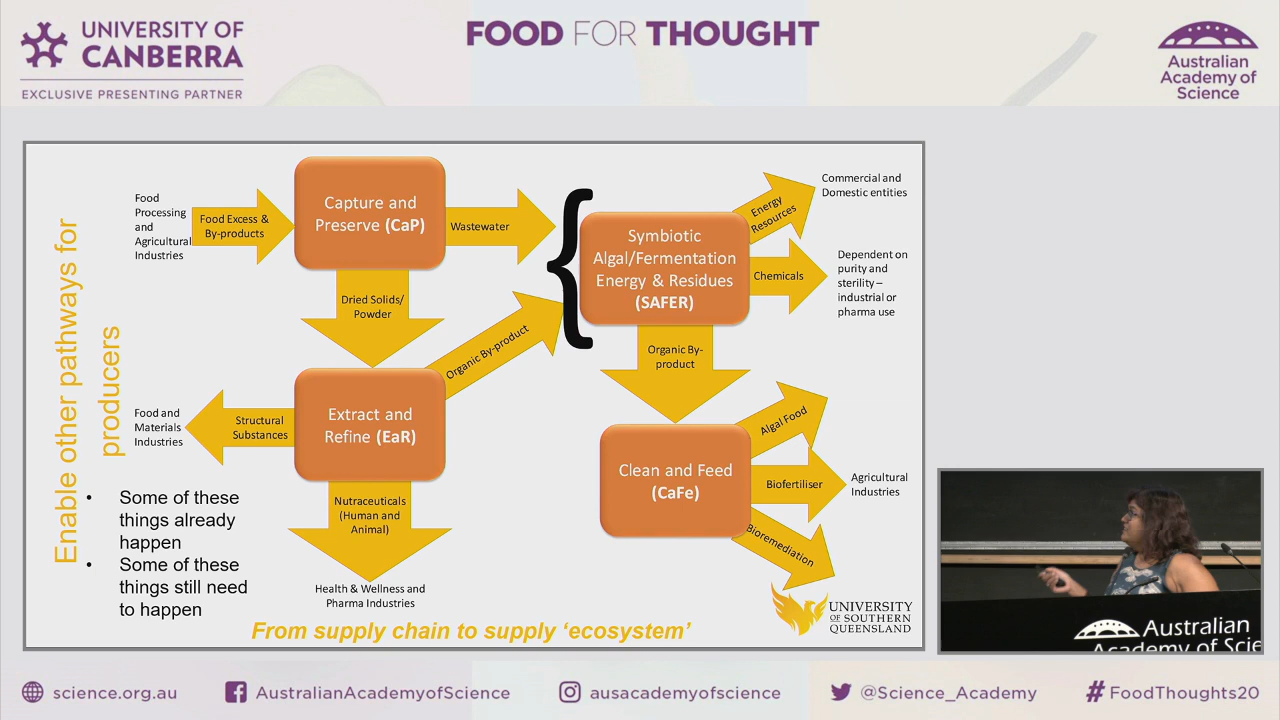 UNIVERSITY OF
CANBERRA
EXCLUSIVE PRESENTING PARTNER
FOOD FOR THOUGHT
Australian
Academy of
Science
Enable other pathways for
producers
Food
Processing
and
Agricultural
Industries
Food Excess &
By-products
Capture and
Preserve (CaP)
Wastewater
{
Symbiotic
Algal/Fermentation
Energy & Residues
(SAFER)
Energy
Resources
Commercial and
Domestic entities
Chemicals
Dependent on
purity and
sterility –
industrial or
pharma use
Dried Solids/
Powder
Organic By-product
Organic By-
product
Food and
Materials
Industries
Structural
Substances
Extract and
Refine (EaR)
Clean and Feed
(CaFe)
Algal Food
Biofertiliser
Agricultural
Industries
Bioremediation
Nutraceuticals
(Human and
Animal)
Health & Wellness and
Pharma Industries
• Some of these
things already
happen
• Some of these
things still need
to happen
From supply chain to supply ‘ecosystem’
UNIVERSITY
OF SOUTHERN
QUEENSLAND
Australian
Academy of Scie
science.org.au
AustralianAcademyofScience
ausacademyofscience
@Science_Academy
#FoodThoughts20